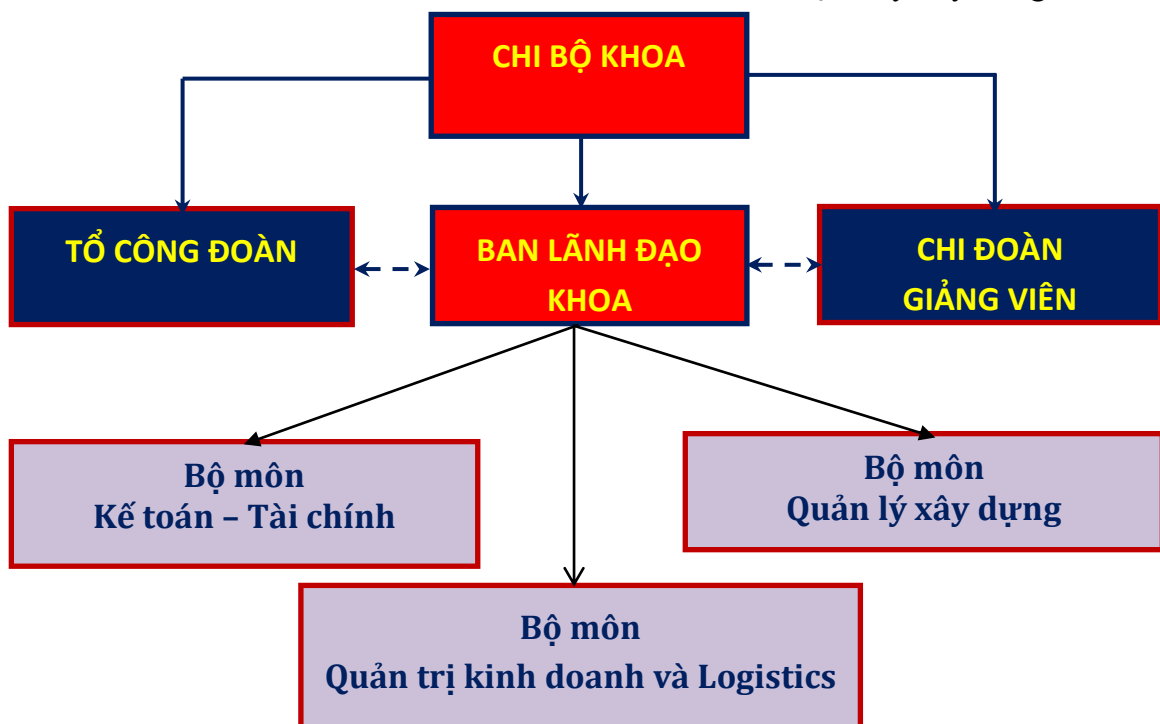 CHI BỘ KHOA
TỔ CÔNG ĐOÀN
BAN LÃNH ĐẠO
KHOA
CHI ĐOÀN
GIẢNG VIÊN
Bộ môn
Kế toán – Tài chính
Bộ môn
Quản lý xây dựng
Bộ môn
Quản trị kinh doanh và Logistics